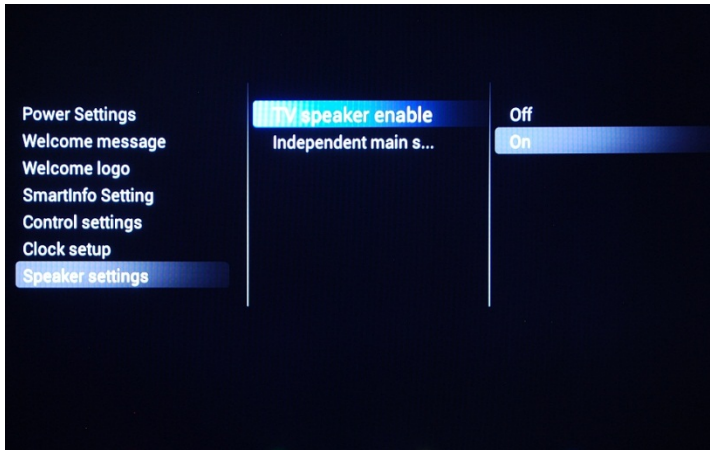 Power Settings
Welcome message
Welcome logo
SmartInfo Setting
Control settings
Clock setup
Speaker settings
TV speaker enable
Independent main s...
Off
On